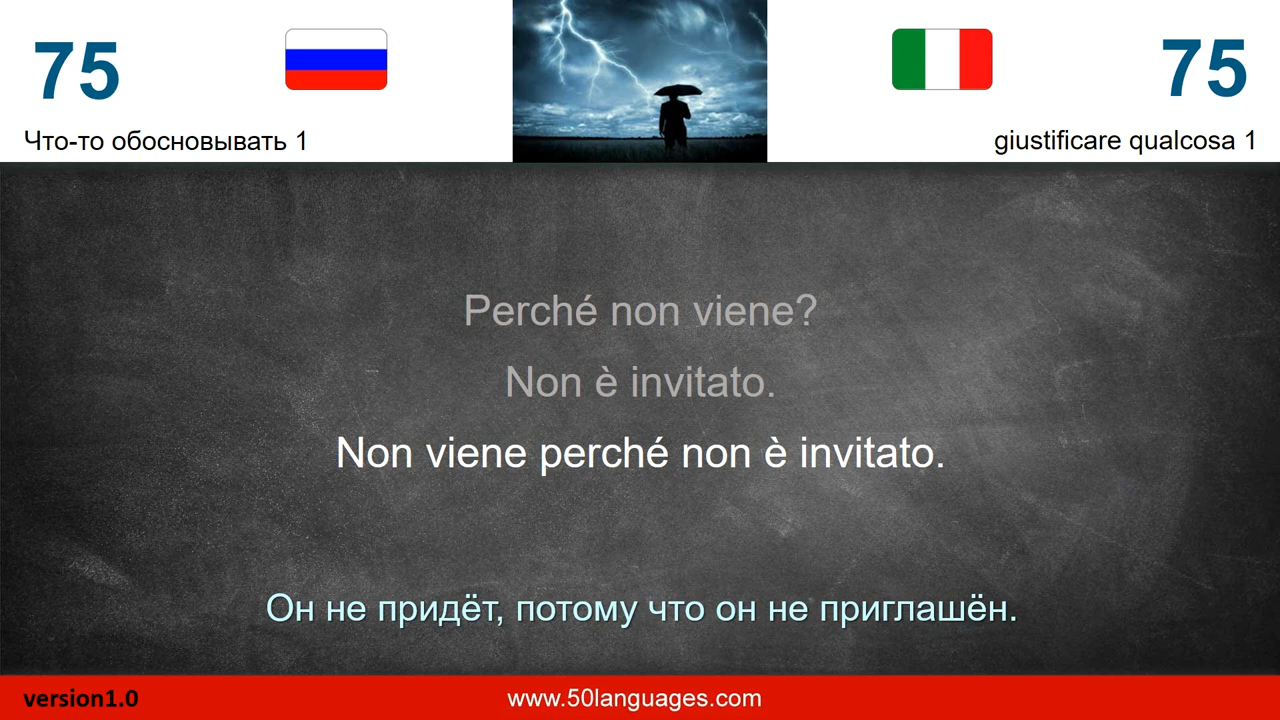 75
75
Что-то обосновывать 1
giustificare qualcosa 1
Perché non viene?
Non è invitato.
Non viene perché non è invitato.
Он не придёт, потому что он не приглашён.
version1.0
www.50languages.com